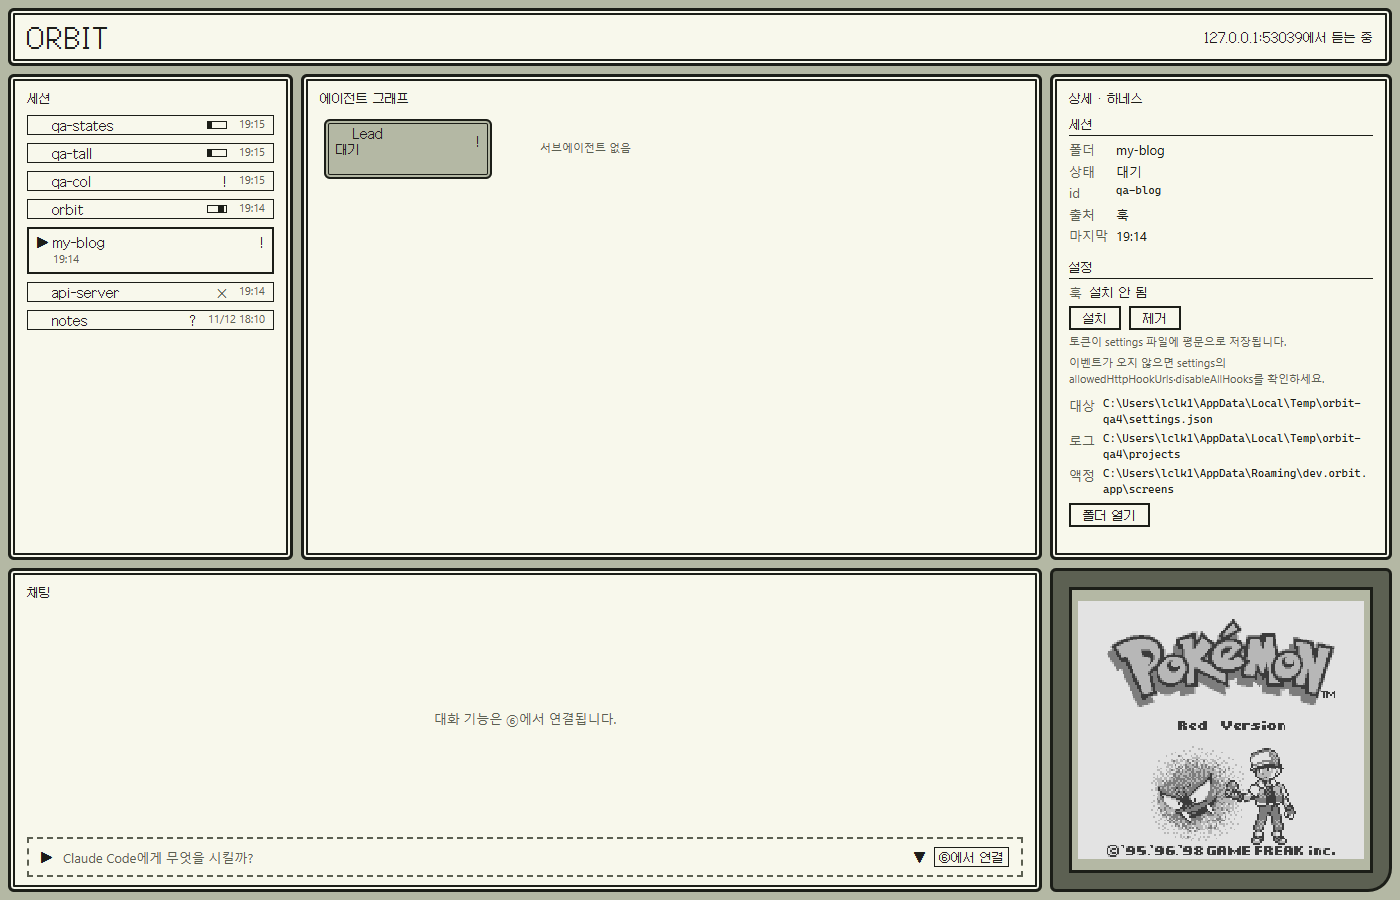 ORBIT
127.0.0.1:53039에서 듣는 중
세션
qa-states 19:15
qa-tall 19:15
qa-col ! 19:15
orbit 19:14
▶ my-blog !
19:14
api-server × 19:14
notes ? 11/12 18:10
에이전트 그래프
Lead
대기 !
서브에이전트 없음
상세 · 하네스
세션
폴더 my-blog
상태 대기
id qa-blog
출처 훅
마지막 19:14
설정
훅 설치 안 됨
설치 제거
토큰이 settings 파일에 평문으로 저장됩니다.
이벤트가 오지 않으면 settings의
allowedHttpHookUrls·disableAllHooks를 확인하세요.
대상 C:\Users\lclk1\AppData\Local\Temp\orbit-
qa4\settings.json
로그 C:\Users\lclk1\AppData\Local\Temp\orbit-
qa4\projects
액정 C:\Users\lclk1\AppData\Roaming\dev.orbit.
app\screens
폴더 열기
채팅
대화 기능은 ⑥에서 연결됩니다.
▶ Claude Code에게 무엇을 시킬까?
▼ ⑥에서 연결
POKéMON™
Red Version
©'95.'96.'98 GAME FREAK inc.